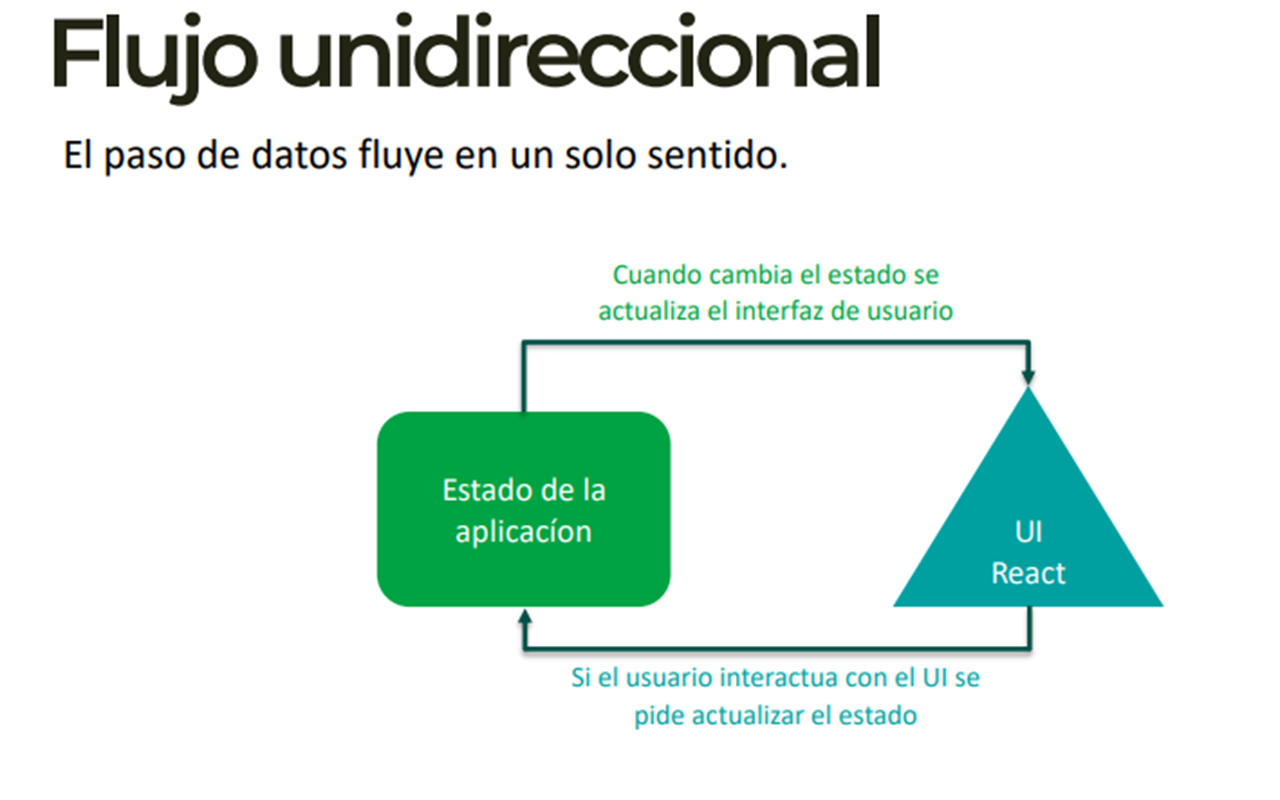 Flujo unidireccional
El paso de datos fluye en un solo sentido.
Cuando cambia el estado se
actualiza el interfaz de usuario
Estado de la
aplicacíon
UI
React
Si el usuario interactua con el UI se
pide actualizar el estado